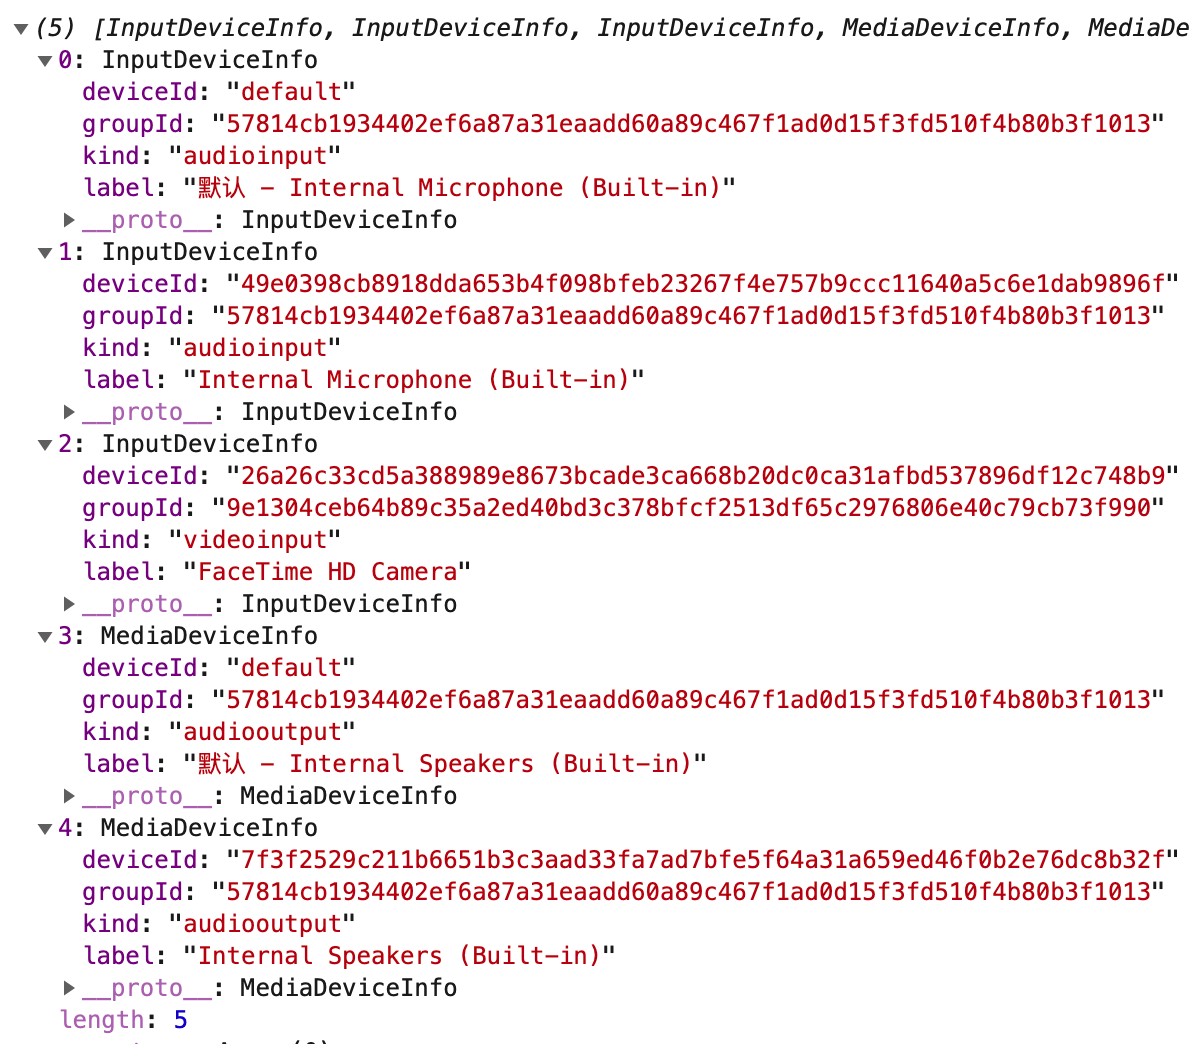 (5) [InputDeviceInfo, InputDeviceInfo, InputDeviceInfo, MediaDeviceInfo, MediaDe
0: InputDeviceInfo
deviceId: "default"
groupId: "57814cb1934402ef6a87a31eaadd60a89c467f1ad0d15f3fd510f4b80b3f1013"
kind: "audioinput"
label: "默认 - Internal Microphone (Built-in)"
__proto__: InputDeviceInfo
1: InputDeviceInfo
deviceId: "49e0398cb8918dda653b4f098bfeb23267f4e757b9ccc11640a5c6e1dab9896f"
groupId: "57814cb1934402ef6a87a31eaadd60a89c467f1ad0d15f3fd510f4b80b3f1013"
kind: "audioinput"
label: "Internal Microphone (Built-in)"
__proto__: InputDeviceInfo
2: InputDeviceInfo
deviceId: "26a26c33cd5a388989e8673bcade3ca668b20dc0ca31afbd537896df12c748b9"
groupId: "9e1304ceb64b89c35a2ed40bd3c378bfcf2513df65c2976806e40c79cb73f990"
kind: "videoinput"
label: "FaceTime HD Camera"
__proto__: InputDeviceInfo
3: MediaDeviceInfo
deviceId: "default"
groupId: "57814cb1934402ef6a87a31eaadd60a89c467f1ad0d15f3fd510f4b80b3f1013"
kind: "audiooutput"
label: "默认 - Internal Speakers (Built-in)"
__proto__: MediaDeviceInfo
4: MediaDeviceInfo
deviceId: "7f3f2529c211b6651b3c3aad33fa7ad7bfe5f64a31a659ed46f0b2e76dc8b32f"
groupId: "57814cb1934402ef6a87a31eaadd60a89c467f1ad0d15f3fd510f4b80b3f1013"
kind: "audiooutput"
label: "Internal Speakers (Built-in)"
__proto__: MediaDeviceInfo
length: 5